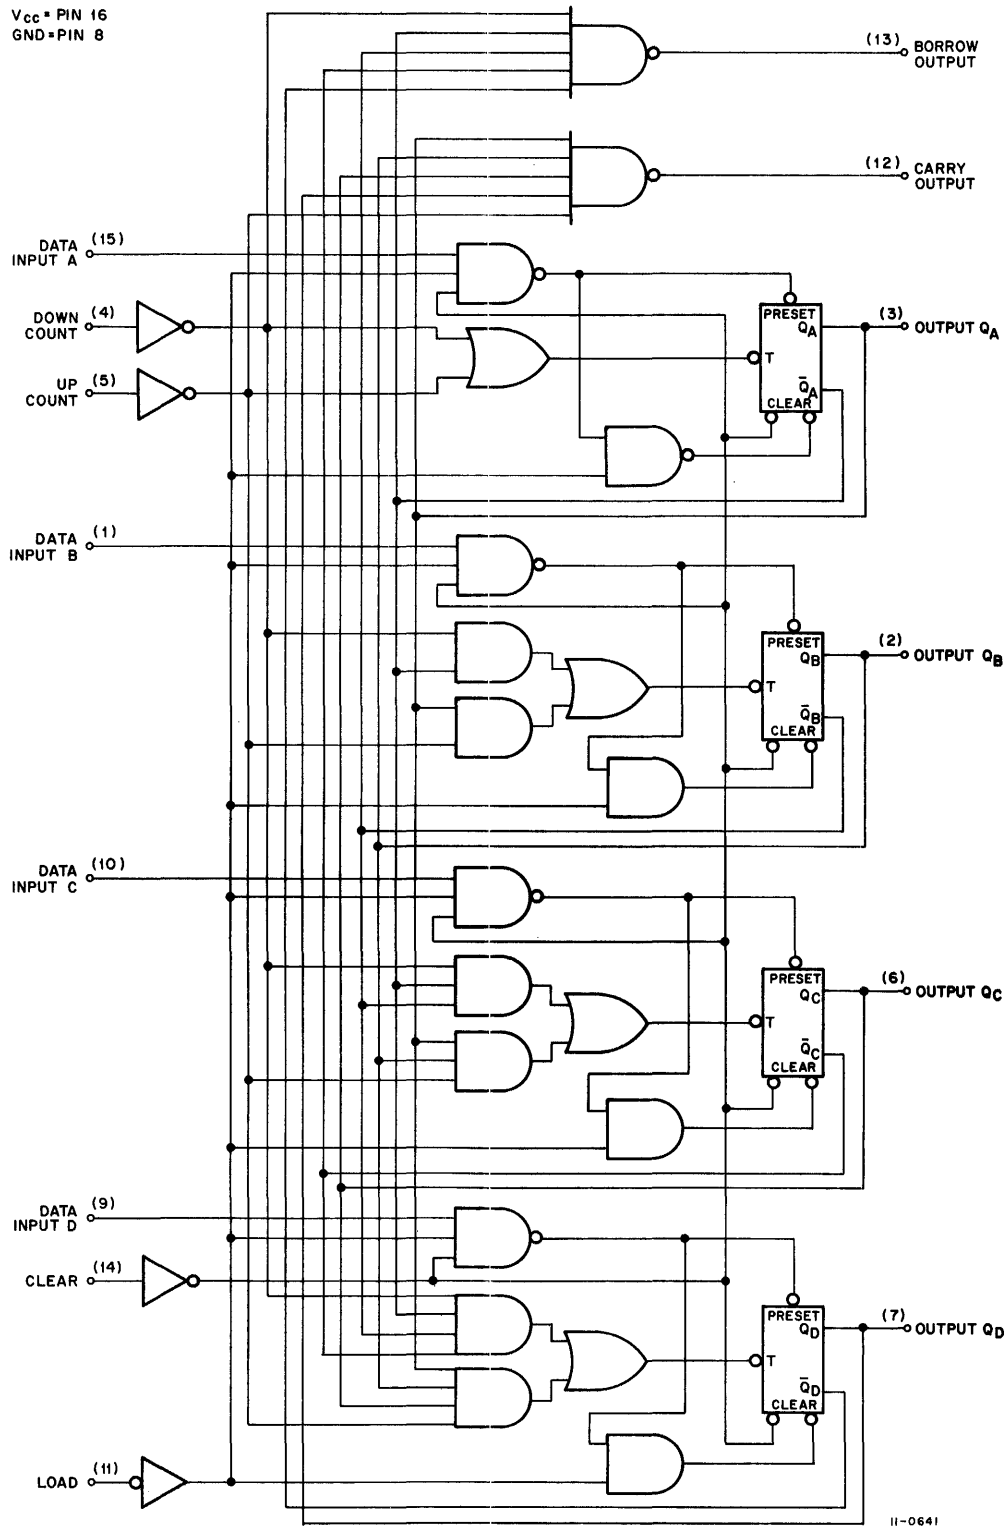 VCC = PIN 16
GND = PIN 8
(13) BORROW
OUTPUT
(12) CARRY
OUTPUT
DATA (15)
INPUT A
DOWN (4)
COUNT
UP (5)
COUNT
PRESET
QA
T
Q̅A
CLEAR
(3) OUTPUT QA
DATA (1)
INPUT B
PRESET
QB
T
Q̅B
CLEAR
(2) OUTPUT QB
DATA (10)
INPUT C
PRESET
QC
T
Q̅C
CLEAR
(6) OUTPUT QC
DATA (9)
INPUT D
CLEAR (14)
PRESET
QD
T
Q̅D
CLEAR
(7) OUTPUT QD
LOAD (11)
11-0641